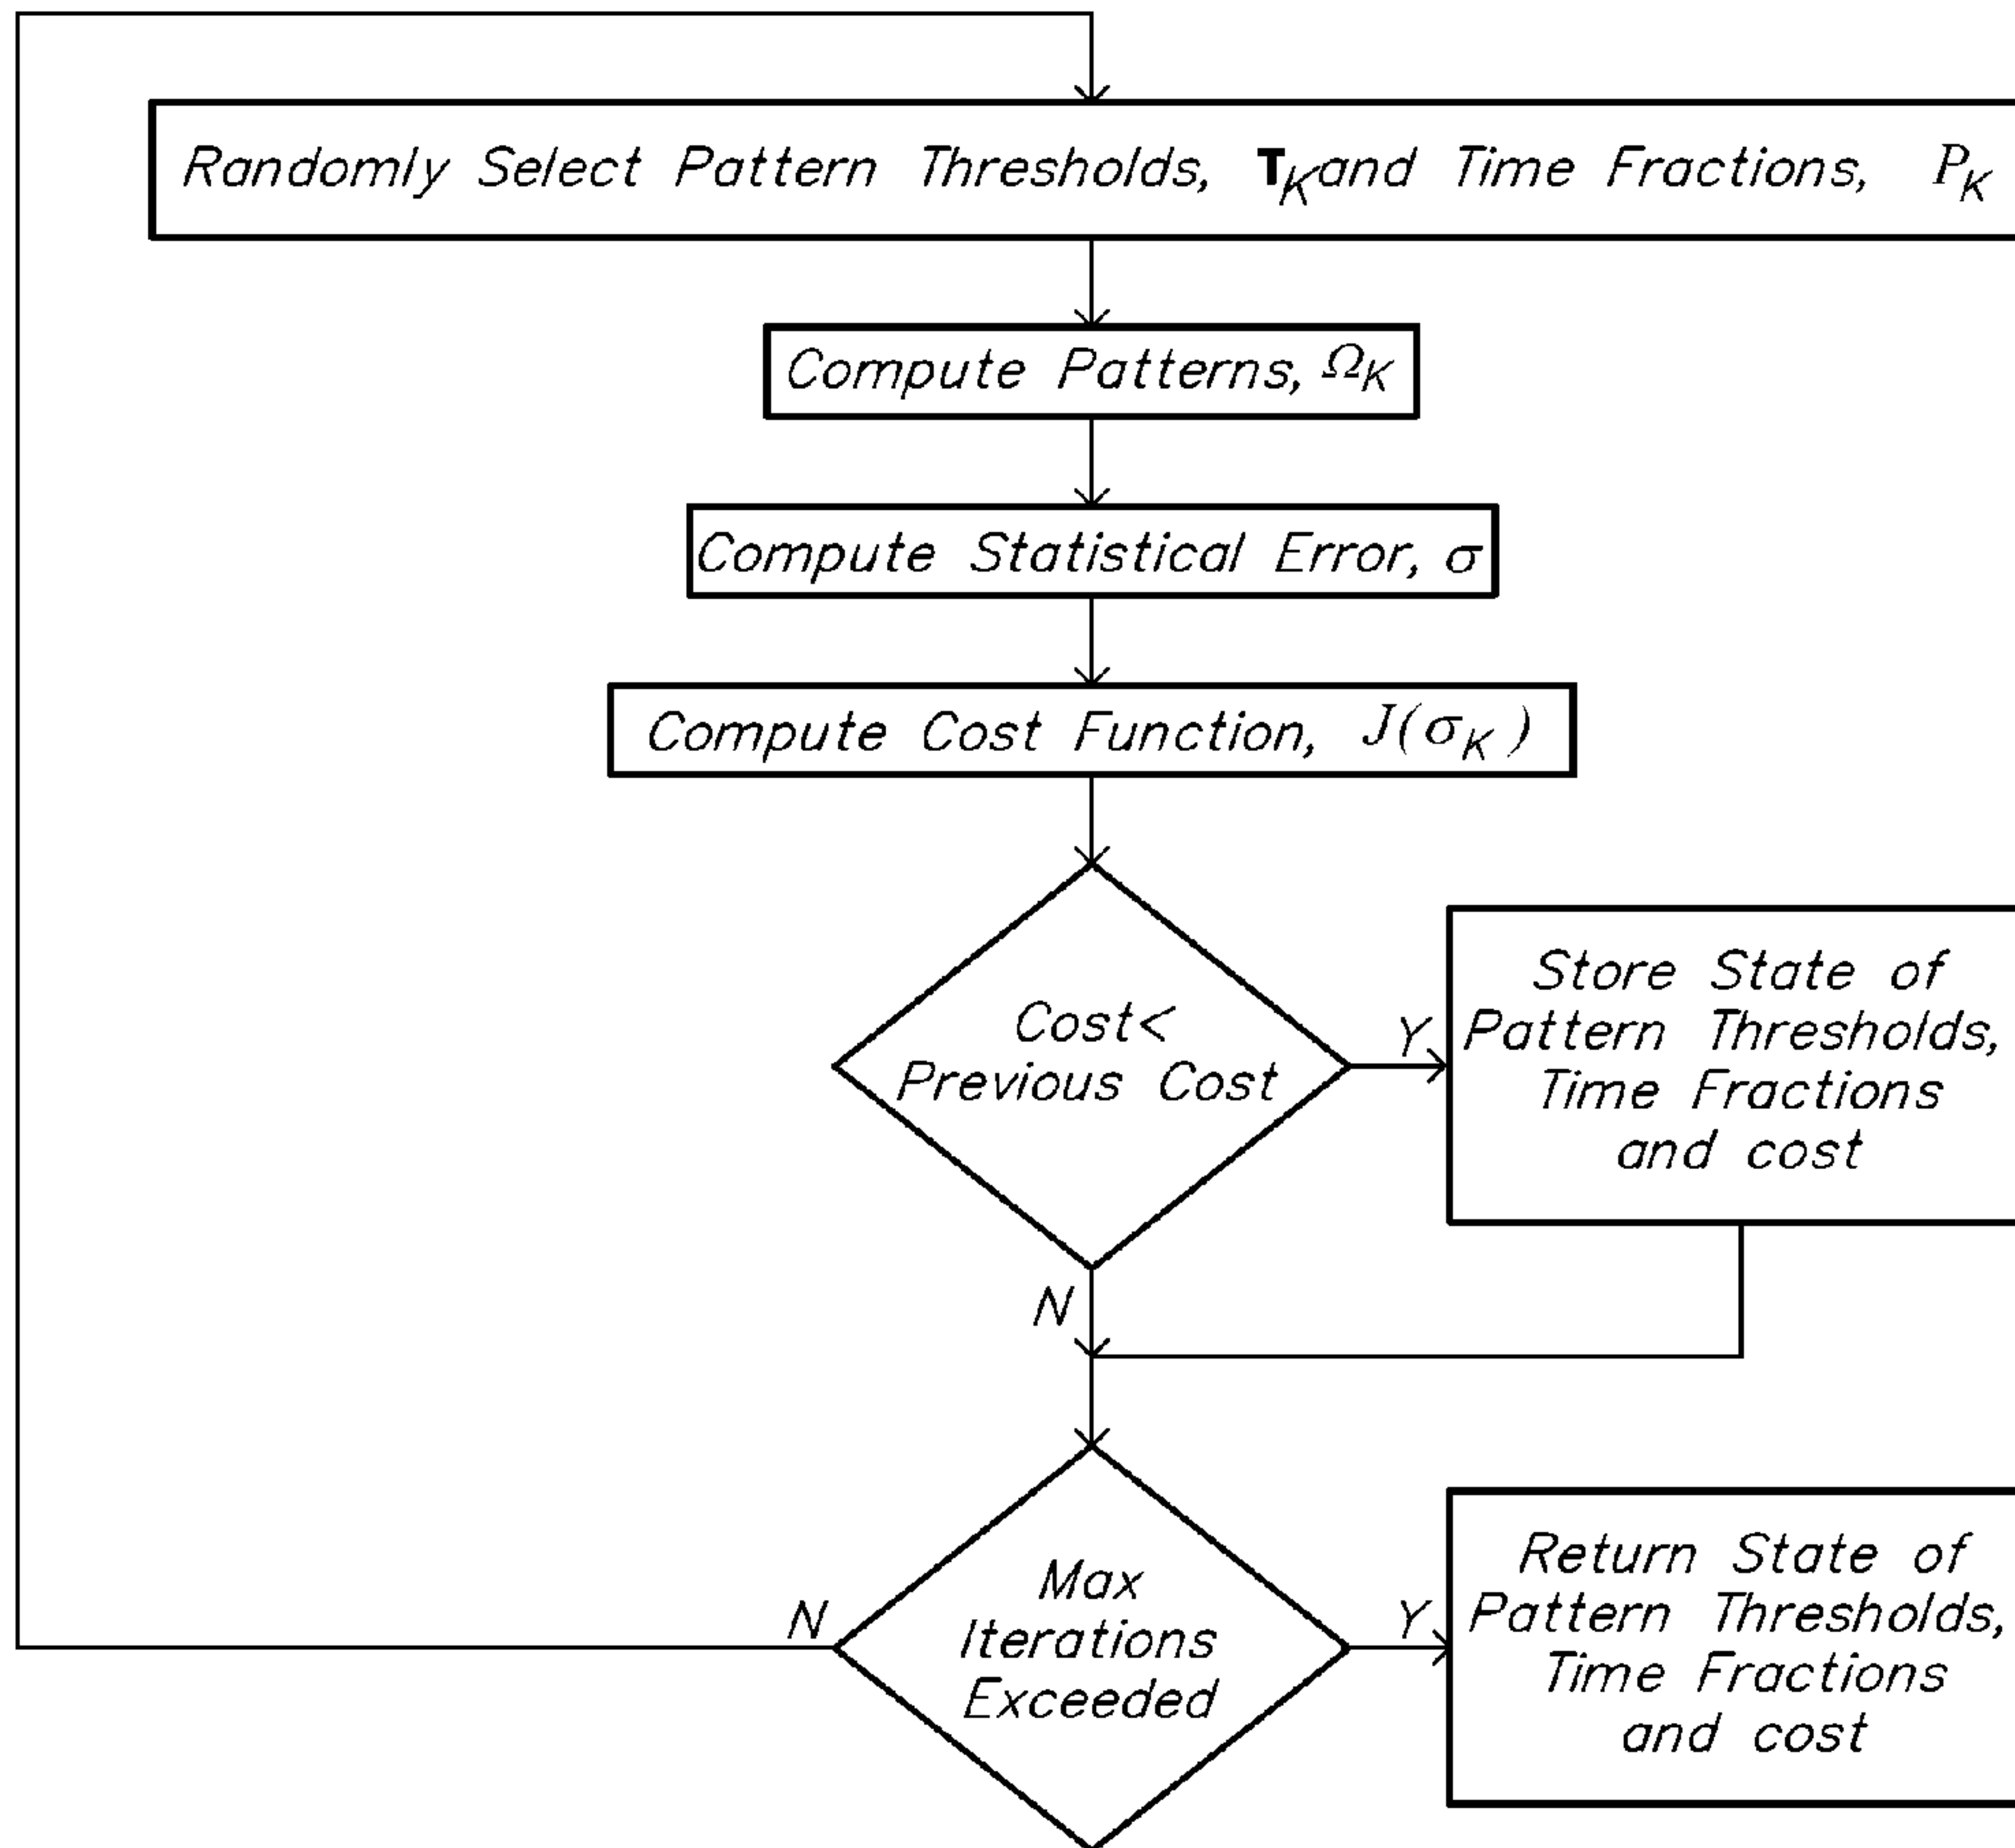 Randomly Select Pattern Thresholds, T_K and Time Fractions, P_K
Compute Patterns, Ω_K
Compute Statistical Error, σ
Compute Cost Function, J(σ_K)
Cost<
Previous Cost
Y
Store State of
Pattern Thresholds,
Time Fractions
and cost
N
Max
Iterations
Exceeded
N
Y
Return State of
Pattern Thresholds,
Time Fractions
and cost